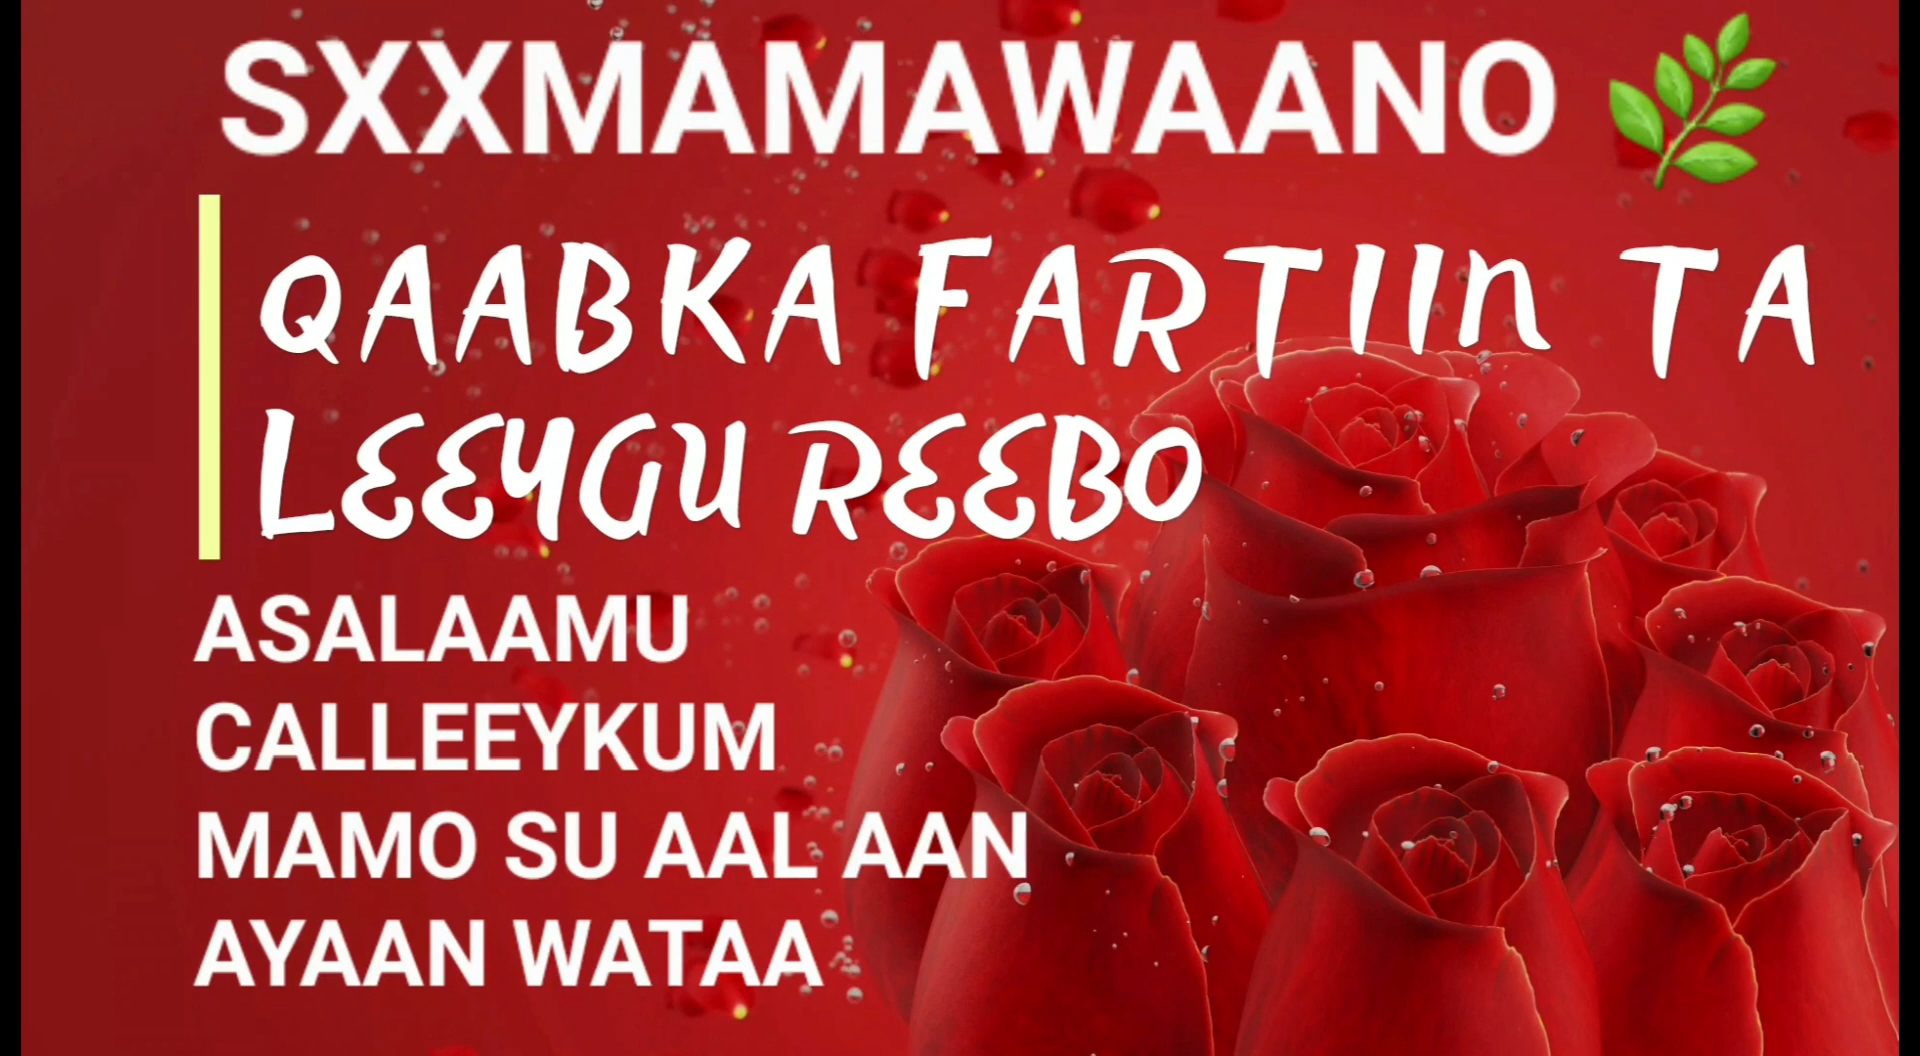 SXXMAMAWAANO 🌿
QAABKA FARTIIN TA
LEEYGU REEBO
ASALAAMU
CALLEEYKUM
MAMO SU AAL AAN
AYAAN WATAA